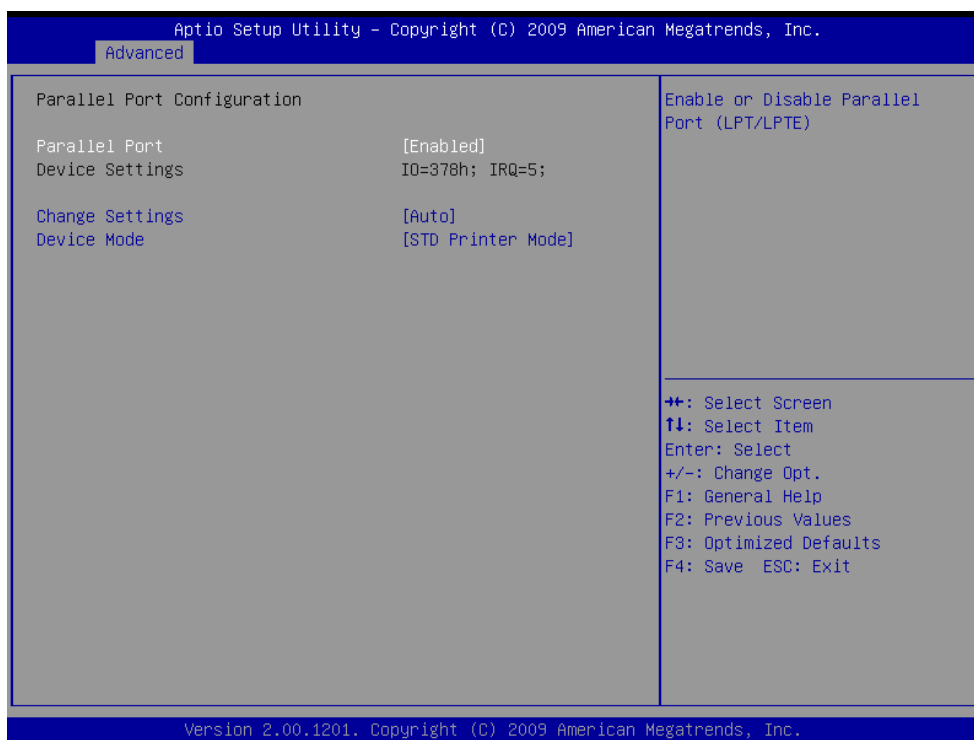 Aptio Setup Utility – Copyright (C) 2009 American Megatrends, Inc.
Advanced
Parallel Port Configuration
Parallel Port [Enabled]
Device Settings IO=378h; IRQ=5;
Change Settings [Auto]
Device Mode [STD Printer Mode]
Enable or Disable Parallel
Port (LPT/LPTE)
→←: Select Screen
↑↓: Select Item
Enter: Select
+/-: Change Opt.
F1: General Help
F2: Previous Values
F3: Optimized Defaults
F4: Save ESC: Exit
Version 2.00.1201. Copyright (C) 2009 American Megatrends, Inc.